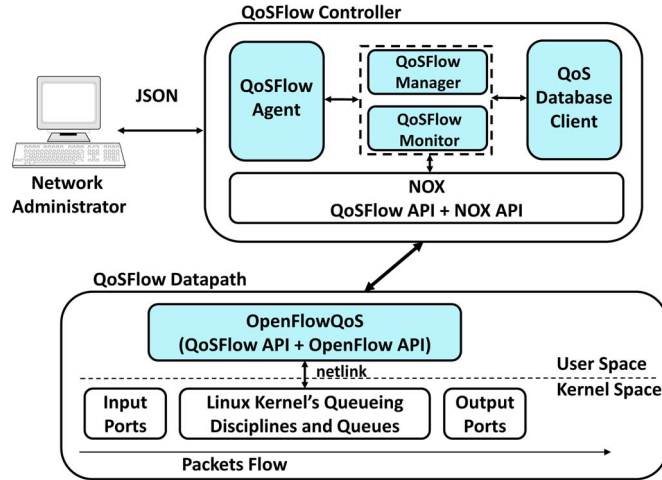 QoSFlow Controller
JSON
Network
Administrator
QoSFlow
Agent
QoSFlow
Manager
QoSFlow
Monitor
QoS
Database
Client
NOX
QoSFlow API + NOX API
QoSFlow Datapath
OpenFlowQoS
(QoSFlow API + OpenFlow API)
netlink
User Space
Kernel Space
Input
Ports
Linux Kernel's Queueing
Disciplines and Queues
Output
Ports
Packets Flow